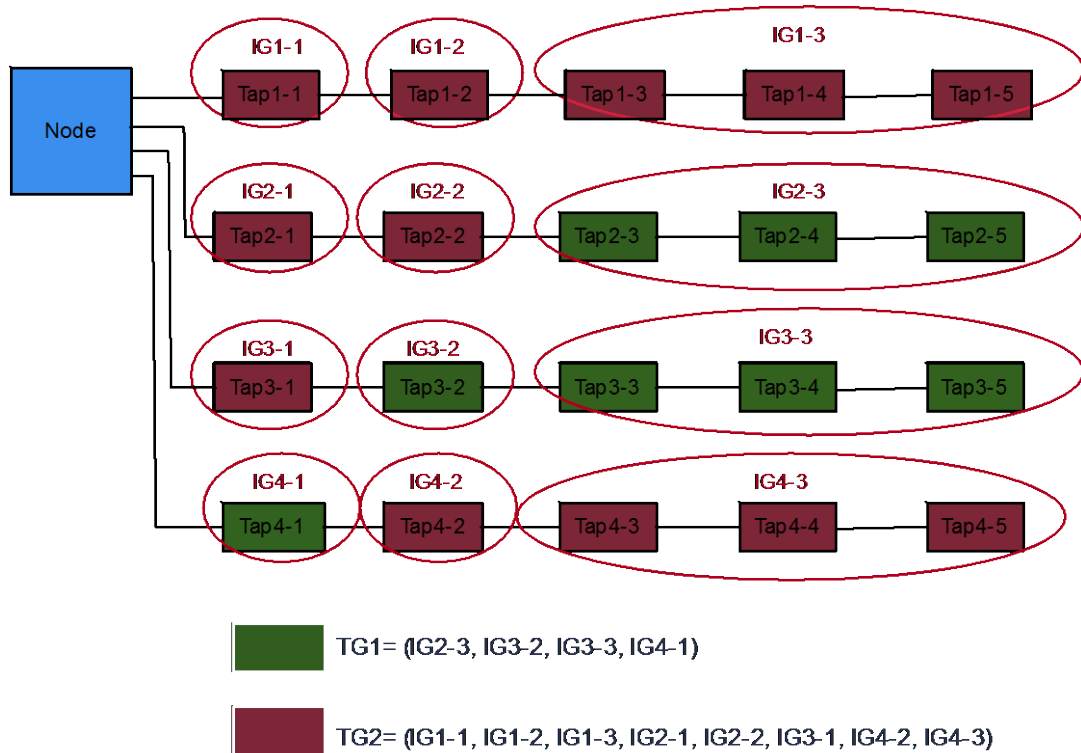 IG1-1 IG1-2 IG1-3
Node Tap1-1 Tap1-2 Tap1-3 Tap1-4 Tap1-5
IG2-1 IG2-2 IG2-3
Tap2-1 Tap2-2 Tap2-3 Tap2-4 Tap2-5
IG3-1 IG3-2 IG3-3
Tap3-1 Tap3-2 Tap3-3 Tap3-4 Tap3-5
IG4-1 IG4-2 IG4-3
Tap4-1 Tap4-2 Tap4-3 Tap4-4 Tap4-5
TG1= (IG2-3, IG3-2, IG3-3, IG4-1)
TG2= (IG1-1, IG1-2, IG1-3, IG2-1, IG2-2, IG3-1, IG4-2, IG4-3)